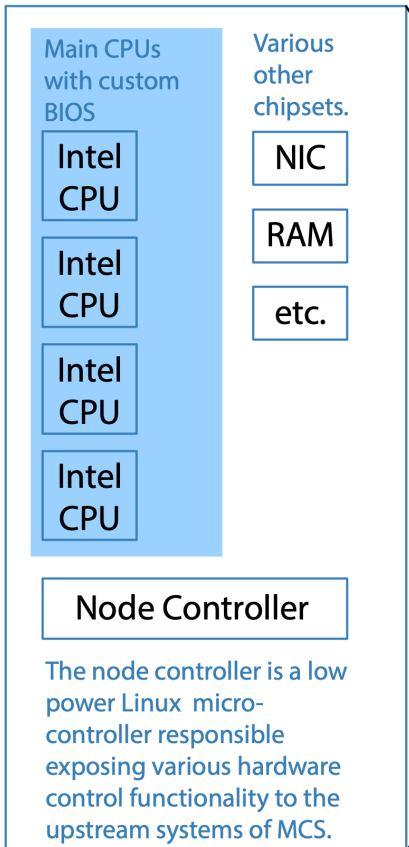 Main CPUs
with custom
BIOS
Intel
CPU
Intel
CPU
Intel
CPU
Intel
CPU
Various
other
chipsets.
NIC
RAM
etc.
Node Controller
The node controller is a low
power Linux micro-
controller responsible
exposing various hardware
control functionality to the
upstream systems of MCS.